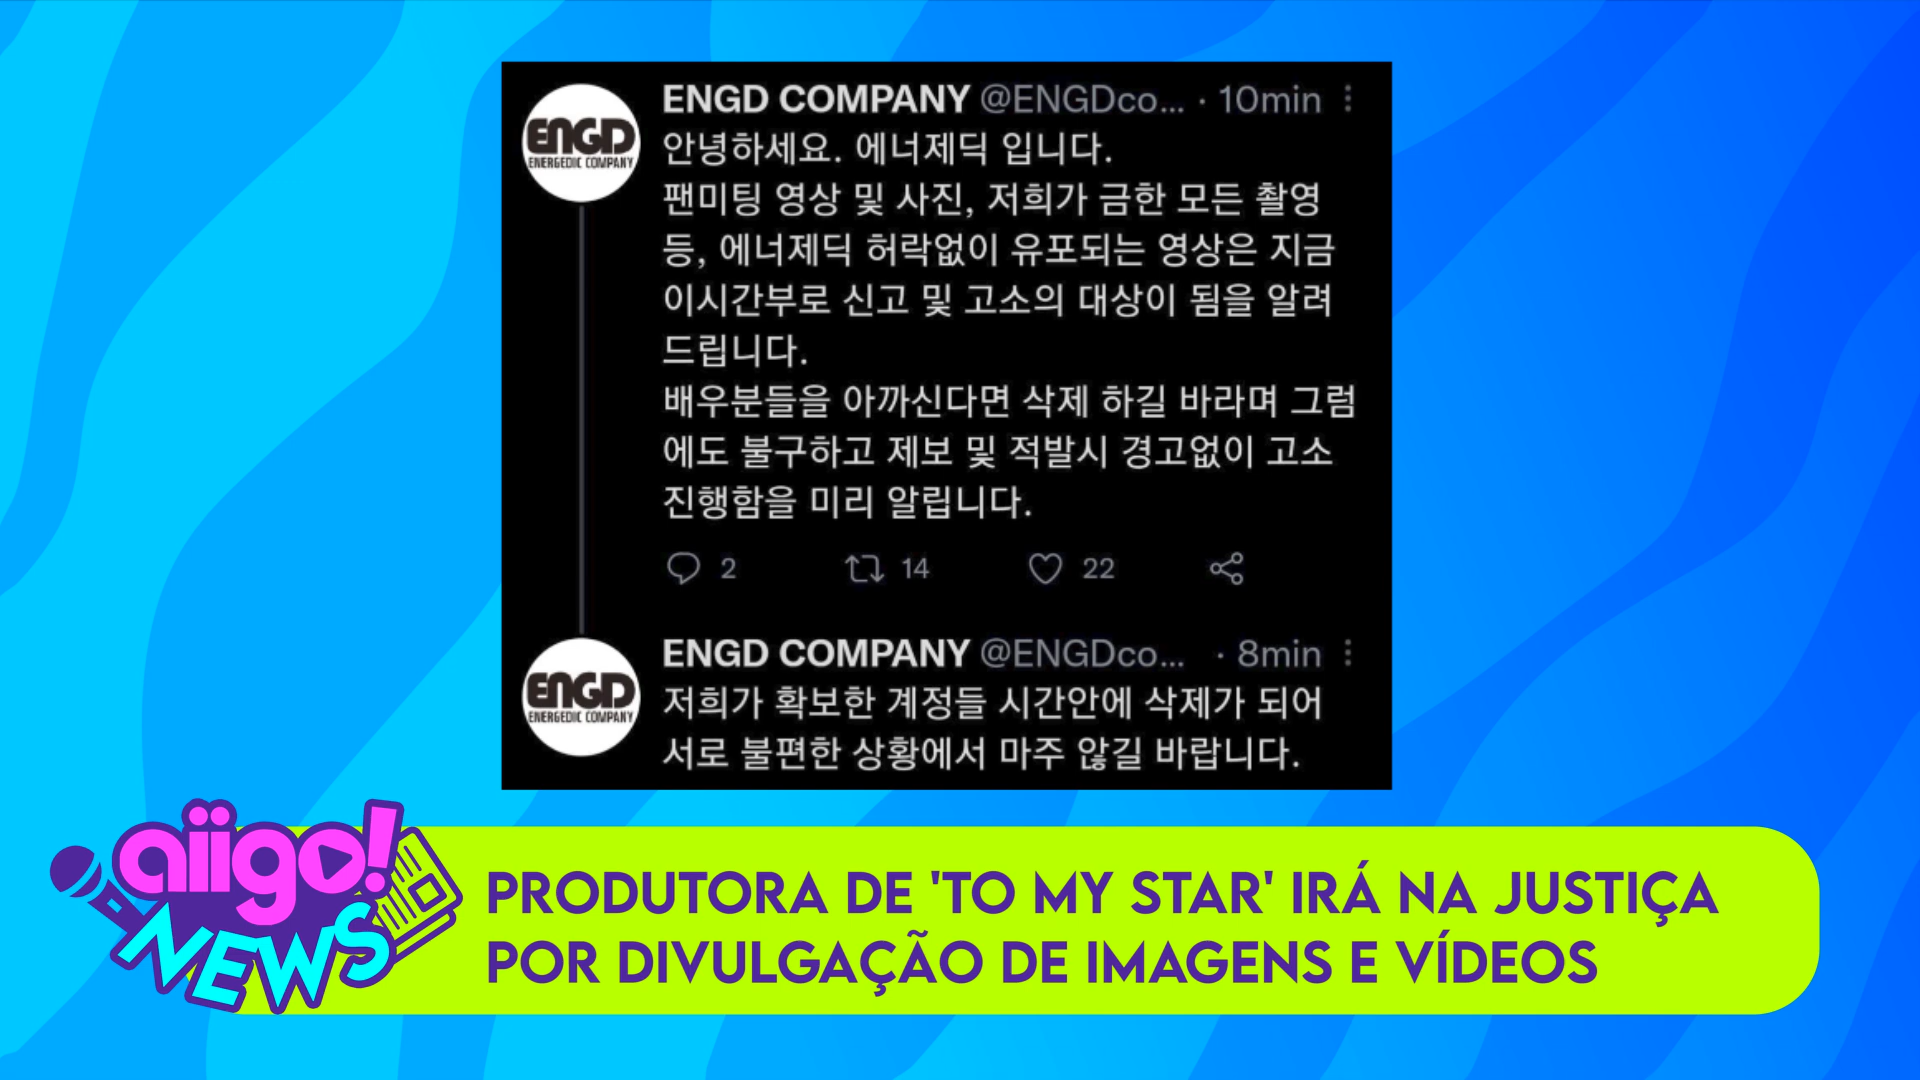 ENGD COMPANY @ENGDco... · 10min
ENGD
ENERGEDIC COMPANY
안녕하세요. 에너제딕 입니다.
팬미팅 영상 및 사진, 저희가 금한 모든 촬영
등, 에너제딕 허락없이 유포되는 영상은 지금
이시간부로 신고 및 고소의 대상이 됨을 알려
드립니다.
배우분들을 아까신다면 삭제 하길 바라며 그럼
에도 불구하고 제보 및 적발시 경고없이 고소
진행함을 미리 알립니다.
2 14 22
ENGD COMPANY @ENGDco... · 8min
ENGD
ENERGEDIC COMPANY
저희가 확보한 계정들 시간안에 삭제가 되어
서로 불편한 상황에서 마주 않길 바랍니다.
aiigo!
NEWS
PRODUTORA DE 'TO MY STAR' IRÁ NA JUSTIÇA
POR DIVULGAÇÃO DE IMAGENS E VÍDEOS